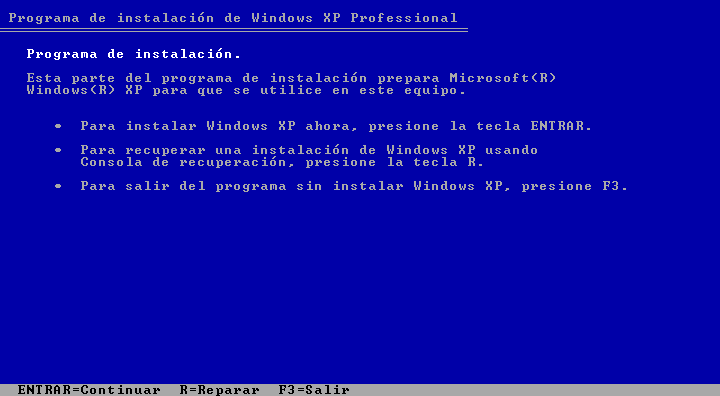 Programa de instalación de Windows XP Professional
Programa de instalación.
Esta parte del programa de instalación prepara Microsoft(R)
Windows(R) XP para que se utilice en este equipo.
• Para instalar Windows XP ahora, presione la tecla ENTRAR.
• Para recuperar una instalación de Windows XP usando
Consola de recuperación, presione la tecla R.
• Para salir del programa sin instalar Windows XP, presione F3.
ENTRAR=Continuar R=Reparar F3=Salir